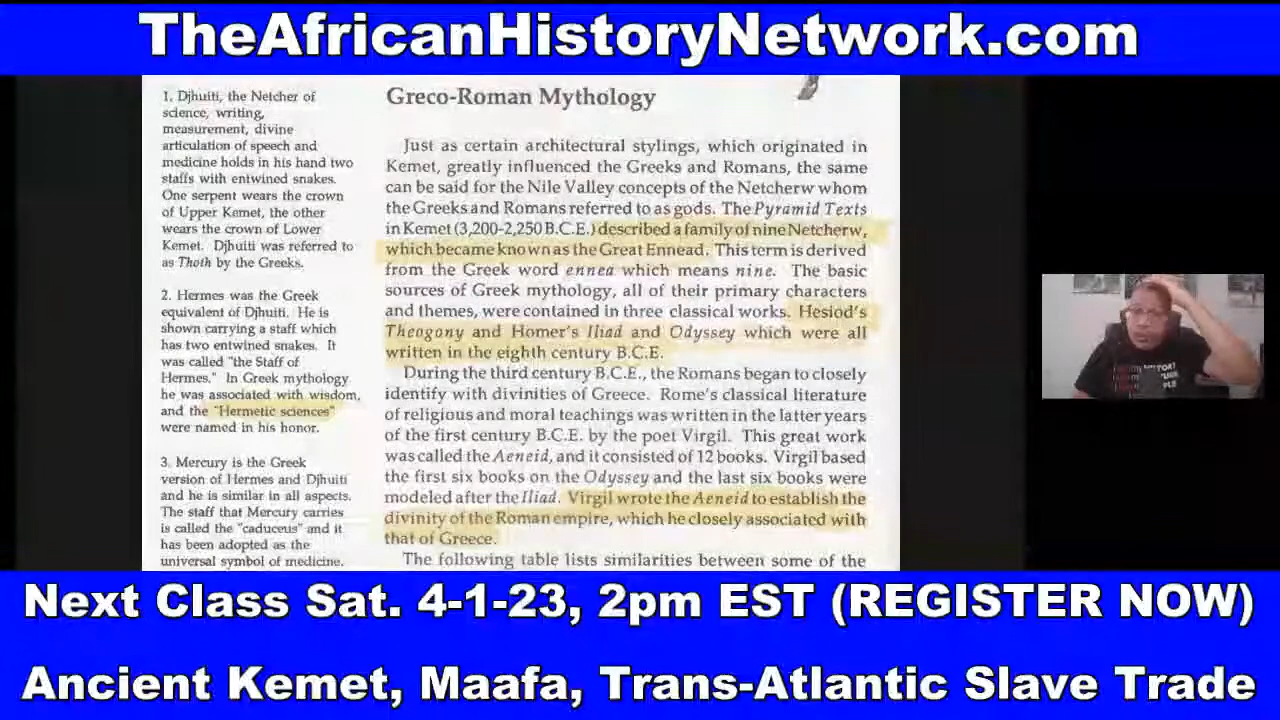 TheAfricanHistoryNetwork.com
1. Djhuiti, the Netcher of
science, writing,
measurement, divine
articulation of speech and
medicine holds in his hand two
staffs with entwined snakes.
One serpent wears the crown
of Upper Kemet, the other
wears the crown of Lower
Kemet. Djhuiti was referred to
as Thoth by the Greeks.
2. Hermes was the Greek
equivalent of Djhuiti. He is
shown carrying a staff which
has two entwined snakes. It
was called "the Staff of
Hermes." In Greek mythology
he was associated with wisdom,
and the "Hermetic sciences"
were named in his honor.
3. Mercury is the Greek
version of Hermes and Djhuiti
and he is similar in all aspects.
The staff that Mercury carries
is called the "caduceus" and it
has been adopted as the
universal symbol of medicine.
Greco-Roman Mythology
Just as certain architectural stylings, which originated in
Kemet, greatly influenced the Greeks and Romans, the same
can be said for the Nile Valley concepts of the Netcherw whom
the Greeks and Romans referred to as gods. The Pyramid Texts
in Kemet (3,200-2,250 B.C.E.) described a family of nine Netcherw,
which became known as the Great Ennead. This term is derived
from the Greek word ennea which means nine. The basic
sources of Greek mythology, all of their primary characters
and themes, were contained in three classical works. Hesiod's
Theogony and Homer's Iliad and Odyssey which were all
written in the eighth century B.C.E.
During the third century B.C.E., the Romans began to closely
identify with divinities of Greece. Rome's classical literature
of religious and moral teachings was written in the latter years
of the first century B.C.E. by the poet Virgil. This great work
was called the Aeneid, and it consisted of 12 books. Virgil based
the first six books on the Odyssey and the last six books were
modeled after the Iliad. Virgil wrote the Aeneid to establish the
divinity of the Roman empire, which he closely associated with
that of Greece.
The following table lists similarities between some of the
Next Class Sat. 4-1-23, 2pm EST (REGISTER NOW)
Ancient Kemet, Maafa, Trans-Atlantic Slave Trade